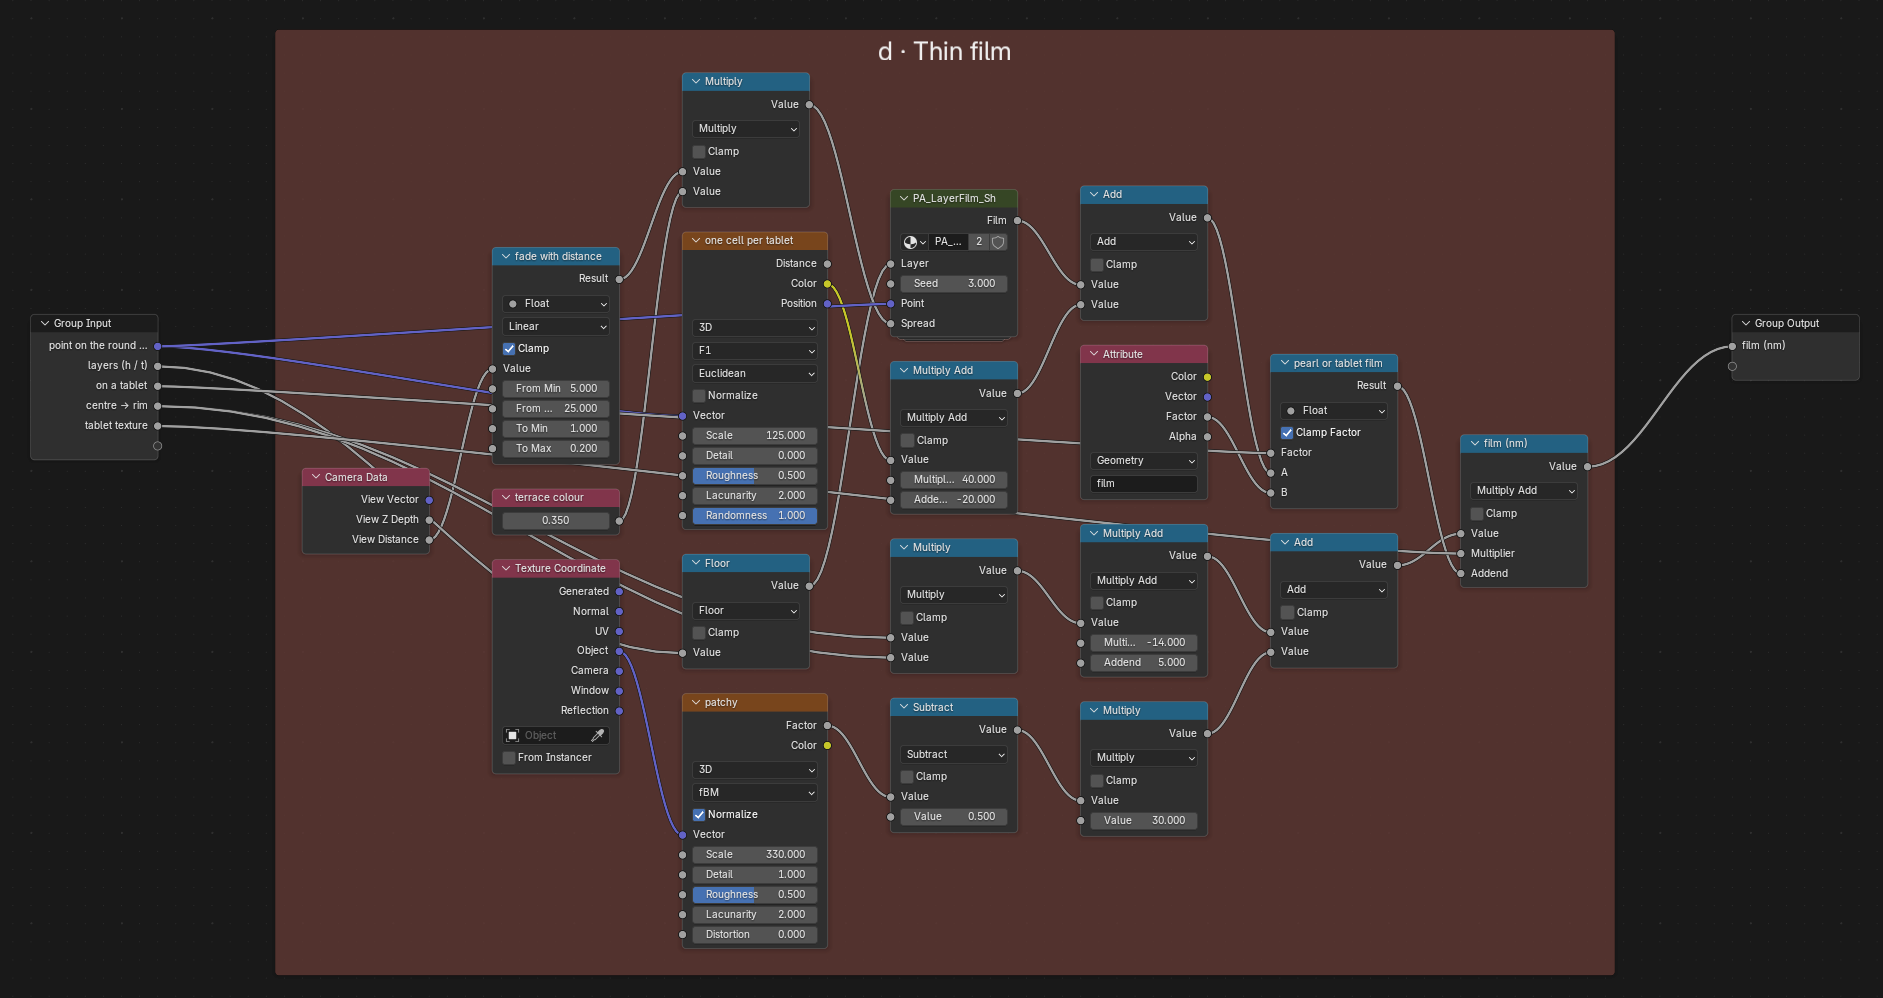 d · Thin film
Group Input
point on the round ...
layers (h / t)
on a tablet
centre → rim
tablet texture
Camera Data
View Vector
View Z Depth
View Distance
fade with distance
Result
Float
Linear
Clamp
Value
From Min 5.000
From ... 25.000
To Min 1.000
To Max 0.200
terrace colour
0.350
Texture Coordinate
Generated
Normal
UV
Object
Camera
Window
Reflection
Object
From Instancer
Multiply
Value
Multiply
Clamp
Value
Value
one cell per tablet
Distance
Color
Position
3D
F1
Euclidean
Normalize
Vector
Scale 125.000
Detail 0.000
Roughness 0.500
Lacunarity 2.000
Randomness 1.000
Floor
Value
Floor
Clamp
Value
patchy
Factor
Color
3D
fBM
Normalize
Vector
Scale 330.000
Detail 1.000
Roughness 0.500
Lacunarity 2.000
Distortion 0.000
PA_LayerFilm_Sh
Film
PA_... 2
Layer
Seed 3.000
Point
Spread
Multiply Add
Value
Multiply Add
Clamp
Value
Multipl... 40.000
Adde... -20.000
Multiply
Value
Multiply
Clamp
Value
Value
Subtract
Value
Subtract
Clamp
Value
Value 0.500
Add
Value
Add
Clamp
Value
Value
Attribute
Color
Vector
Factor
Alpha
Geometry
film
Multiply Add
Value
Multiply Add
Clamp
Value
Multi... -14.000
Addend 5.000
Multiply
Value
Multiply
Clamp
Value
Value 30.000
pearl or tablet film
Result
Float
Clamp Factor
Factor
A
B
Add
Value
Add
Clamp
Value
Value
film (nm)
Value
Multiply Add
Clamp
Value
Multiplier
Addend
Group Output
film (nm)